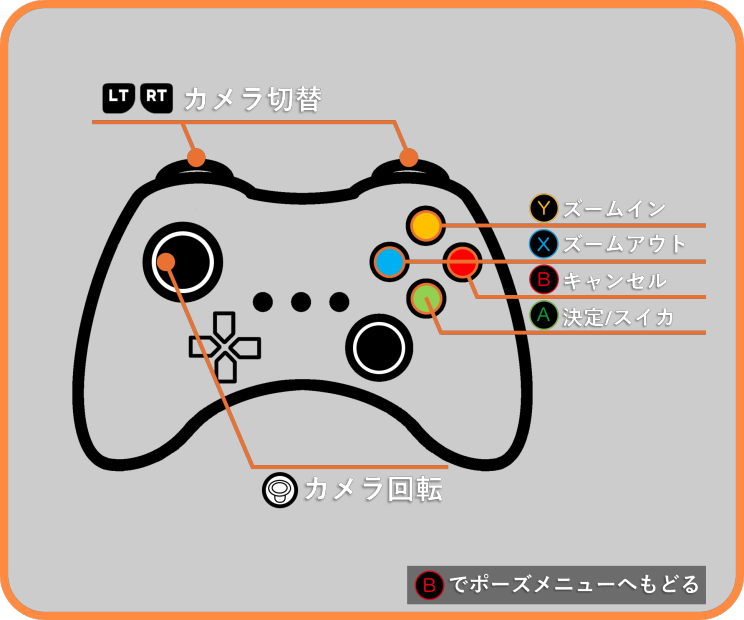 LT RT カメラ切替
Y ズームイン
X ズームアウト
B キャンセル
A 決定/スイカ
カメラ回転
B でポーズメニューへもどる